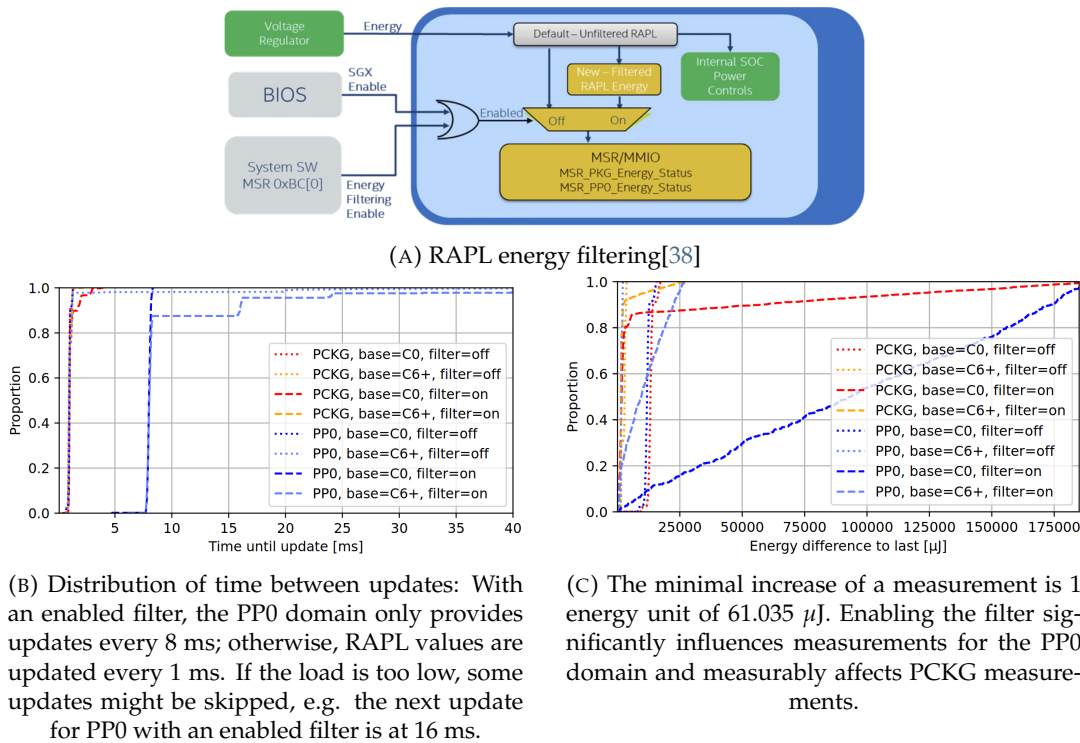 Voltage
Regulator
Energy
Default – Unfiltered RAPL
New – Filtered
RAPL Energy
Internal SOC
Power
Controls
BIOS
SGX
Enable
Enabled
Off
On
System SW
MSR 0xBC[0]
Energy
Filtering
Enable
MSR/MMIO
MSR_PKG_Energy_Status
MSR_PP0_Energy_Status
(A) RAPL energy filtering[38]
Proportion
1.0
0.8
0.6
0.4
0.2
0.0
PCKG, base=C0, filter=off
PCKG, base=C6+, filter=off
PCKG, base=C0, filter=on
PCKG, base=C6+, filter=on
PP0, base=C0, filter=off
PP0, base=C6+, filter=off
PP0, base=C0, filter=on
PP0, base=C6+, filter=on
5 10 15 20 25 30 35 40
Time until update [ms]
(B) Distribution of time between updates: With
an enabled filter, the PP0 domain only provides
updates every 8 ms; otherwise, RAPL values are
updated every 1 ms. If the load is too low, some
updates might be skipped, e.g. the next update
for PP0 with an enabled filter is at 16 ms.
Proportion
1.0
0.8
0.6
0.4
0.2
0.0
PCKG, base=C0, filter=off
PCKG, base=C6+, filter=off
PCKG, base=C0, filter=on
PCKG, base=C6+, filter=on
PP0, base=C0, filter=off
PP0, base=C6+, filter=off
PP0, base=C0, filter=on
PP0, base=C6+, filter=on
25000 50000 75000 100000 125000 150000 175000
Energy difference to last [μJ]
(C) The minimal increase of a measurement is 1
energy unit of 61.035 μJ. Enabling the filter sig-
nificantly influences measurements for the PP0
domain and measurably affects PCKG measure-
ments.